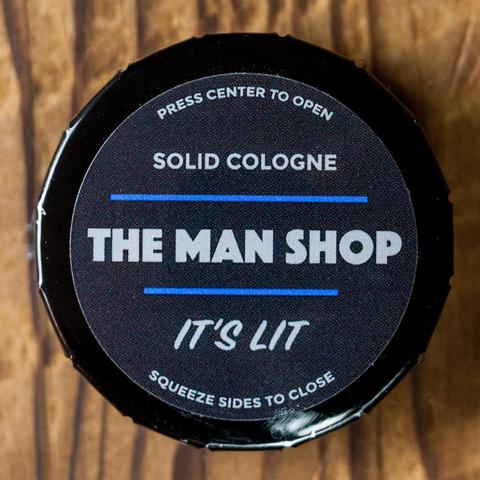 PRESS CENTER TO OPEN
SOLID COLOGNE
THE MAN SHOP
IT'S LIT
SQUEEZE SIDES TO CLOSE